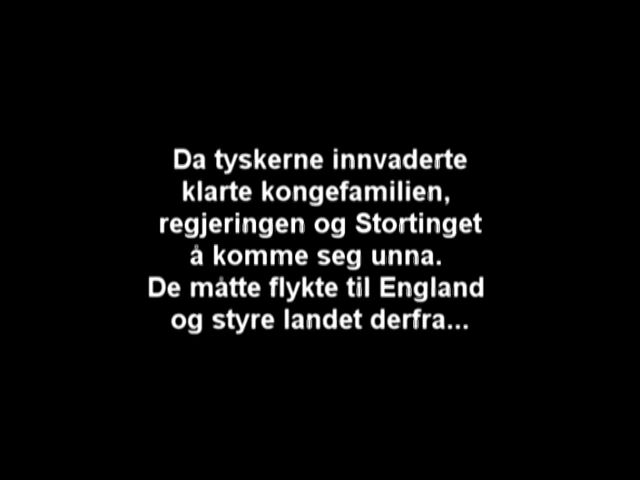 Da tyskerne innvaderte
klarte kongefamilien,
regjeringen og Stortinget
å komme seg unna.
De måtte flykte til England
og styre landet derfra...